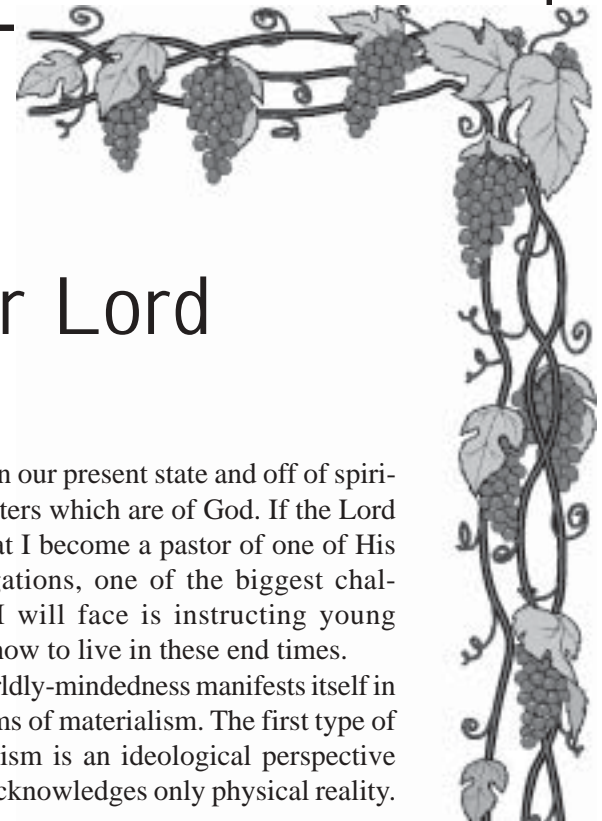 r Lord
n our present state and off of spiri-
ters which are of God. If the Lord
at I become a pastor of one of His
gations, one of the biggest chal-
I will face is instructing young
how to live in these end times.
rldly-mindedness manifests itself in
ns of materialism. The first type of
ism is an ideological perspective
cknowledges only physical reality.